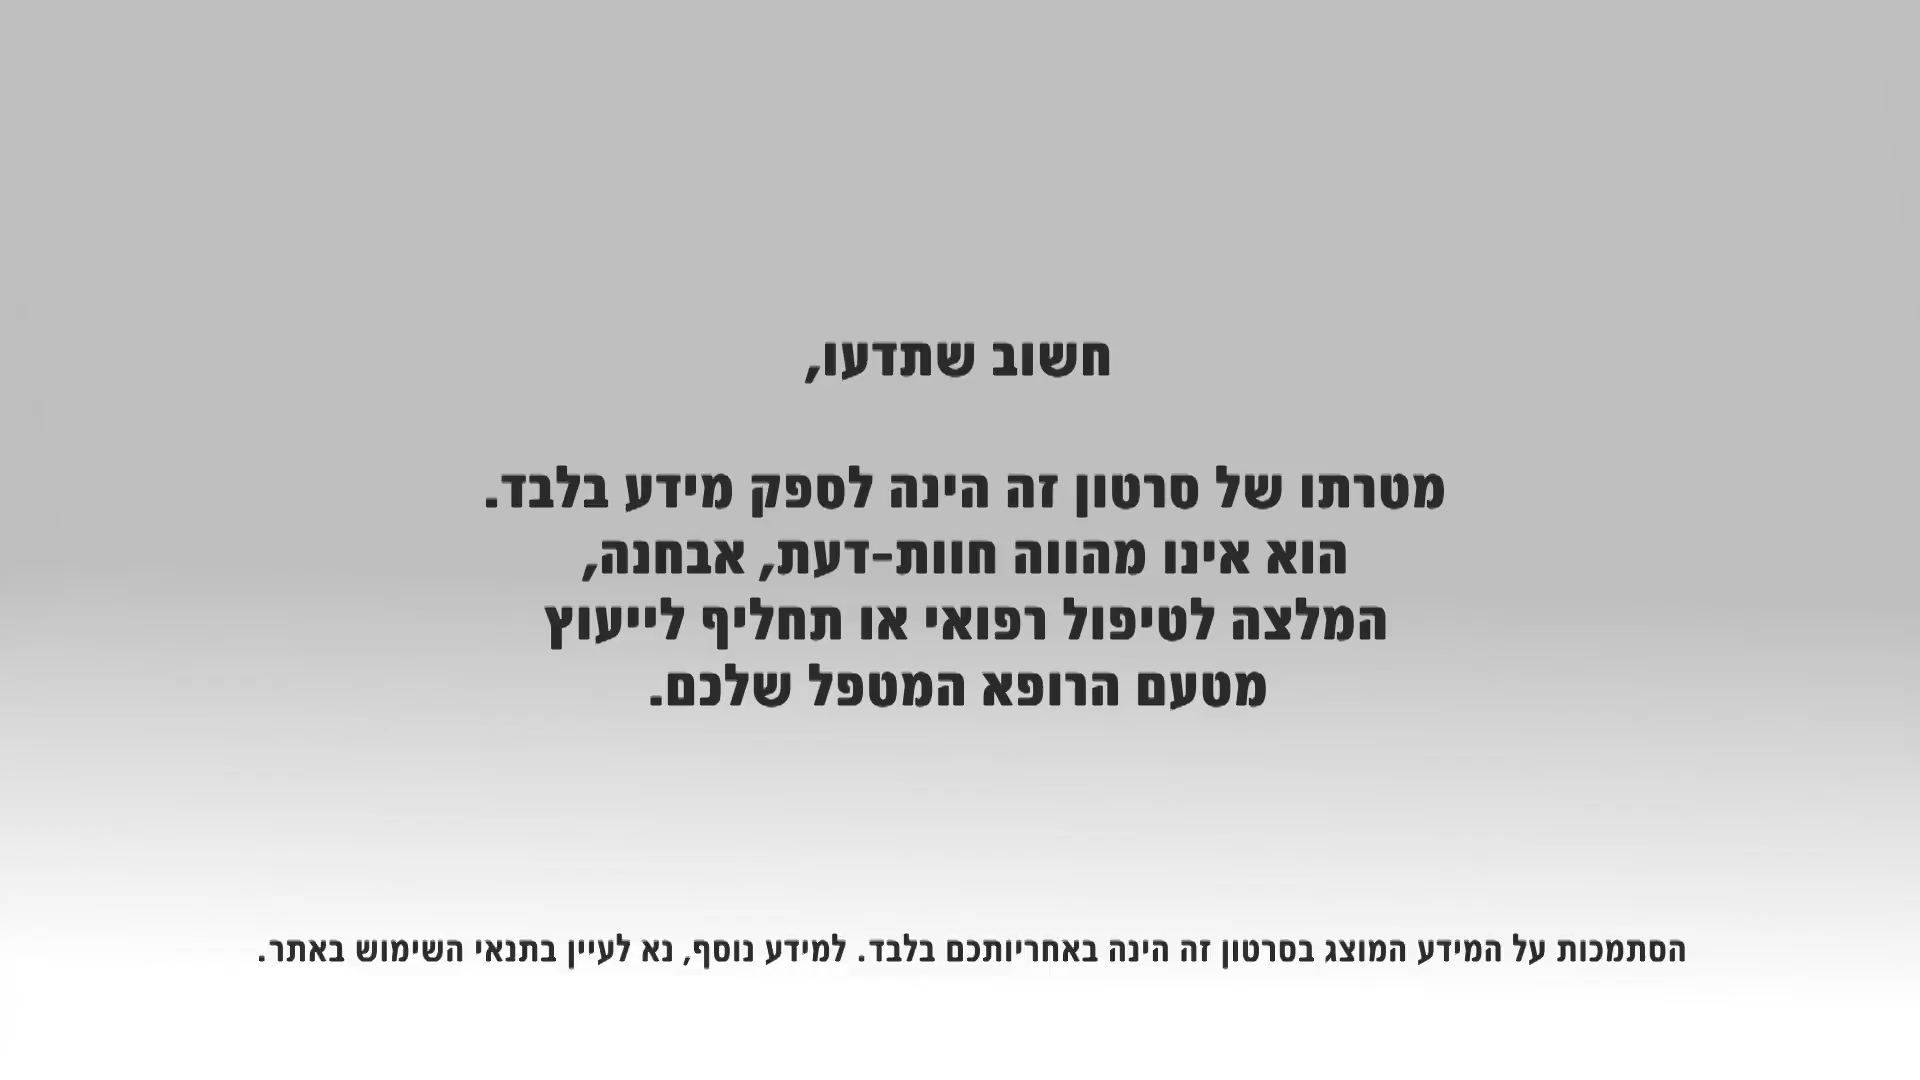 חשוב שתדעו,
מטרתו של סרטון זה הינה לספק מידע בלבד.
הוא אינו מהווה חוות-דעת, אבחנה,
המלצה לטיפול רפואי או תחליף לייעוץ
מטעם הרופא המטפל שלכם.
הסתמכות על המידע המוצג בסרטון זה הינה באחריותכם בלבד. למידע נוסף, נא לעיין בתנאי השימוש באתר.